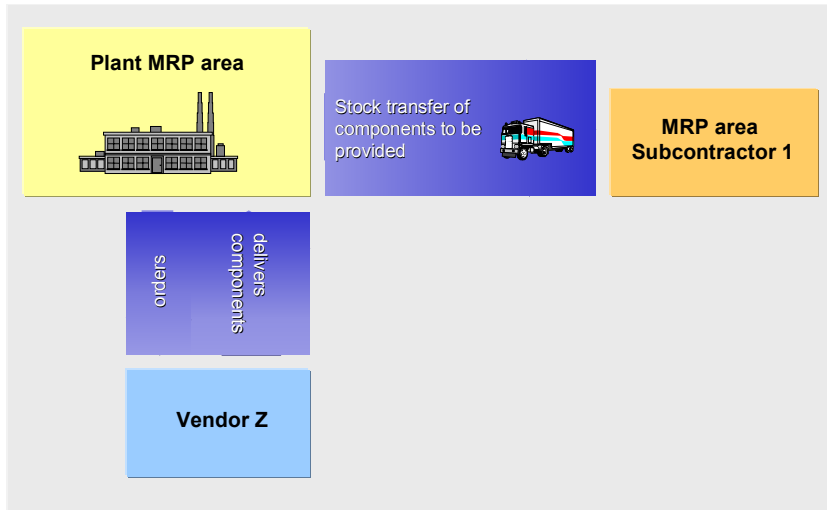 Plant MRP area
Stock transfer of
components to be
provided
MRP area
Subcontractor 1
orders
delivers
components
Vendor Z